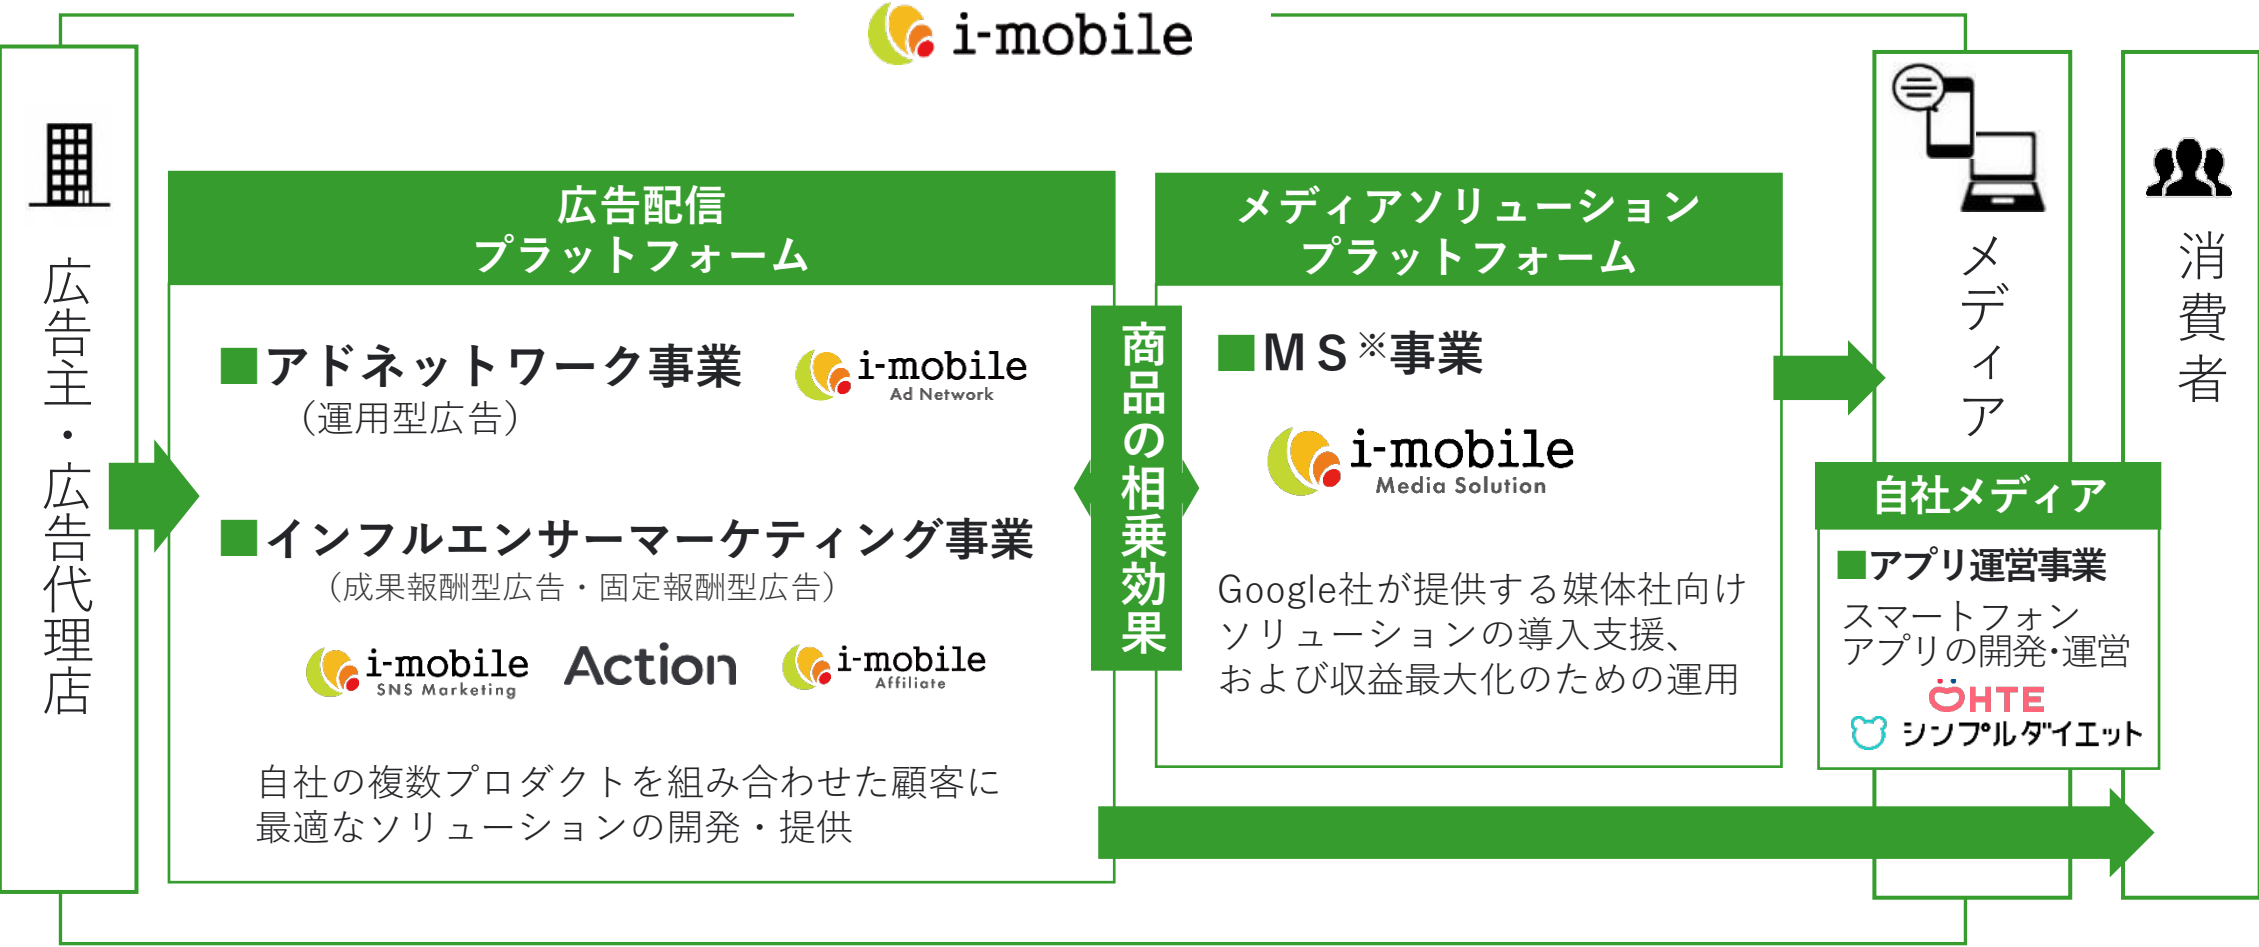 i-mobile
広告主・広告代理店
広告配信
プラットフォーム
■アドネットワーク事業
（運用型広告）
i-mobile
Ad Network
■インフルエンサーマーケティング事業
（成果報酬型広告・固定報酬型広告）
i-mobile
SNS Marketing
Action
i-mobile
Affiliate
自社の複数プロダクトを組み合わせた顧客に
最適なソリューションの開発・提供
商品の相乗効果
メディアソリューション
プラットフォーム
■ＭＳ※事業
i-mobile
Media Solution
Google社が提供する媒体社向け
ソリューションの導入支援、
および収益最大化のための運用
メディア
自社メディア
■アプリ運営事業
スマートフォン
アプリの開発・運営
OHTE
シンプルダイエット
消費者